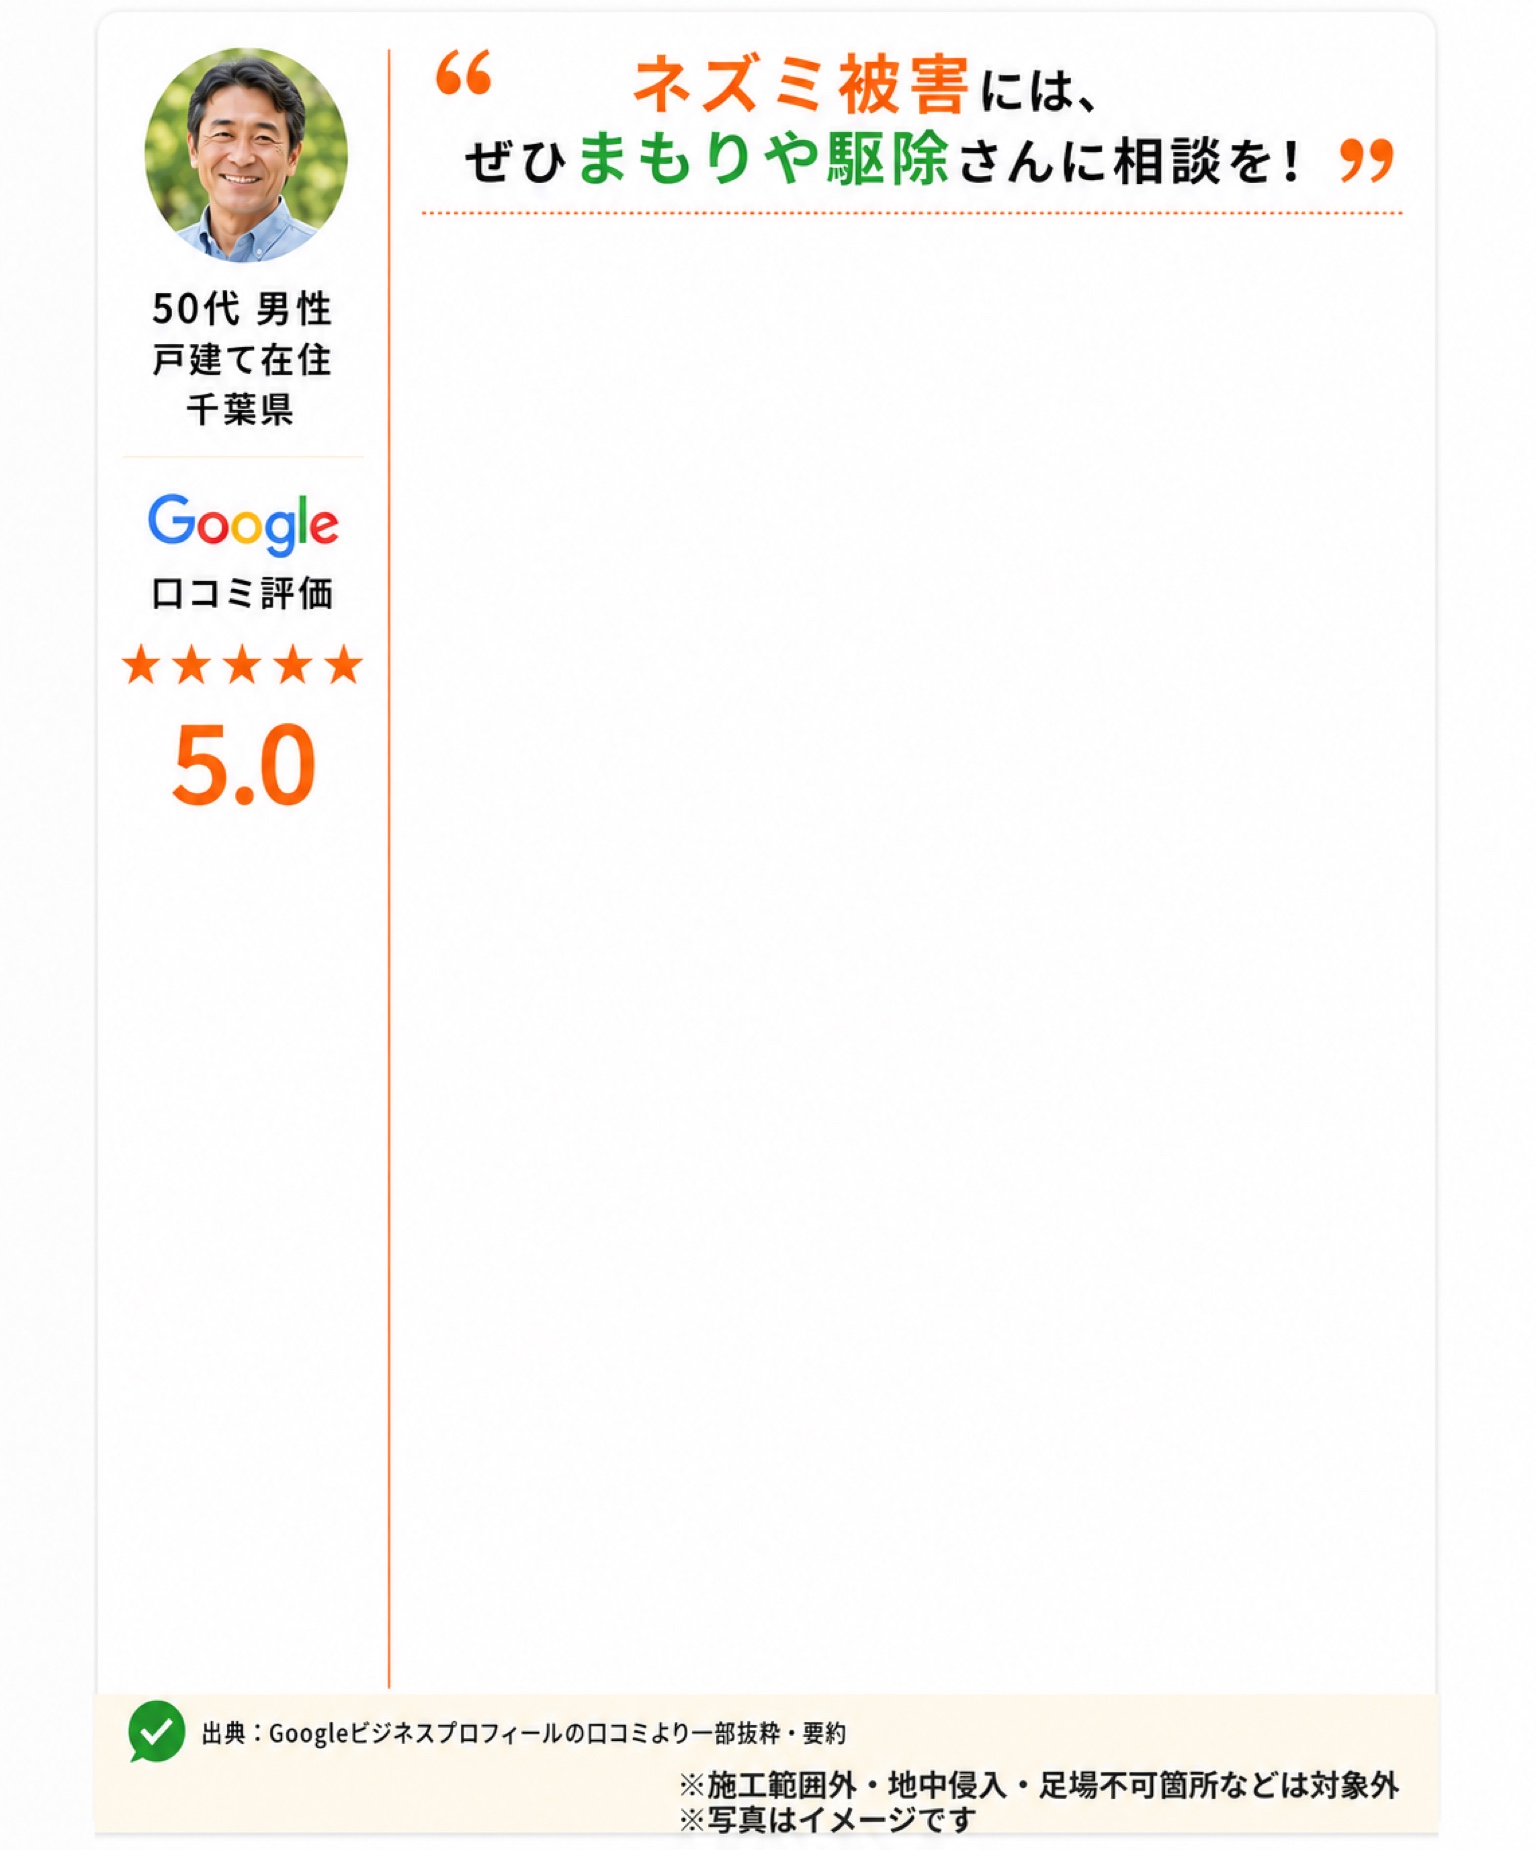 “ ネズミ被害には、
ぜひまもりや駆除さんに相談を! ”
50代 男性
戸建て在住
千葉県
Google
口コミ評価
★★★★★
5.0
出典：Googleビジネスプロフィールの口コミより一部抜粋・要約
※施工範囲外・地中侵入・足場不可箇所などは対象外
※写真はイメージです